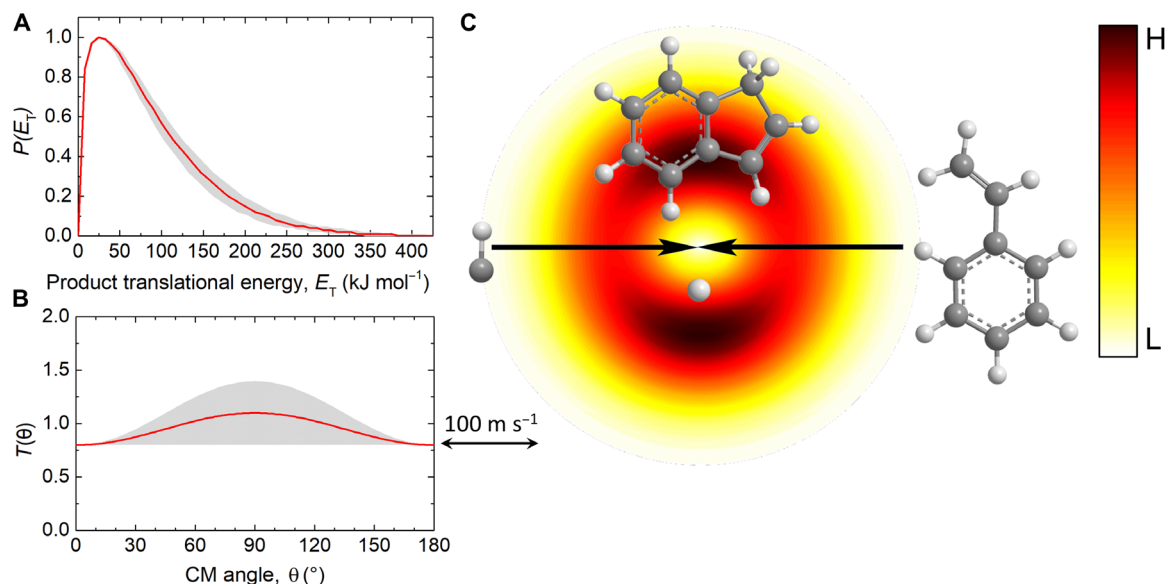 A
1.0
0.8
0.6
0.4
0.2
0.0
P(E_T)
0 50 100 150 200 250 300 350 400
Product translational energy, E_T (kJ mol⁻¹)
B
2.0
1.5
1.0
0.5
0.0
T(θ)
0 30 60 90 120 150 180
CM angle, θ (°)
C
100 m s⁻¹
H
L